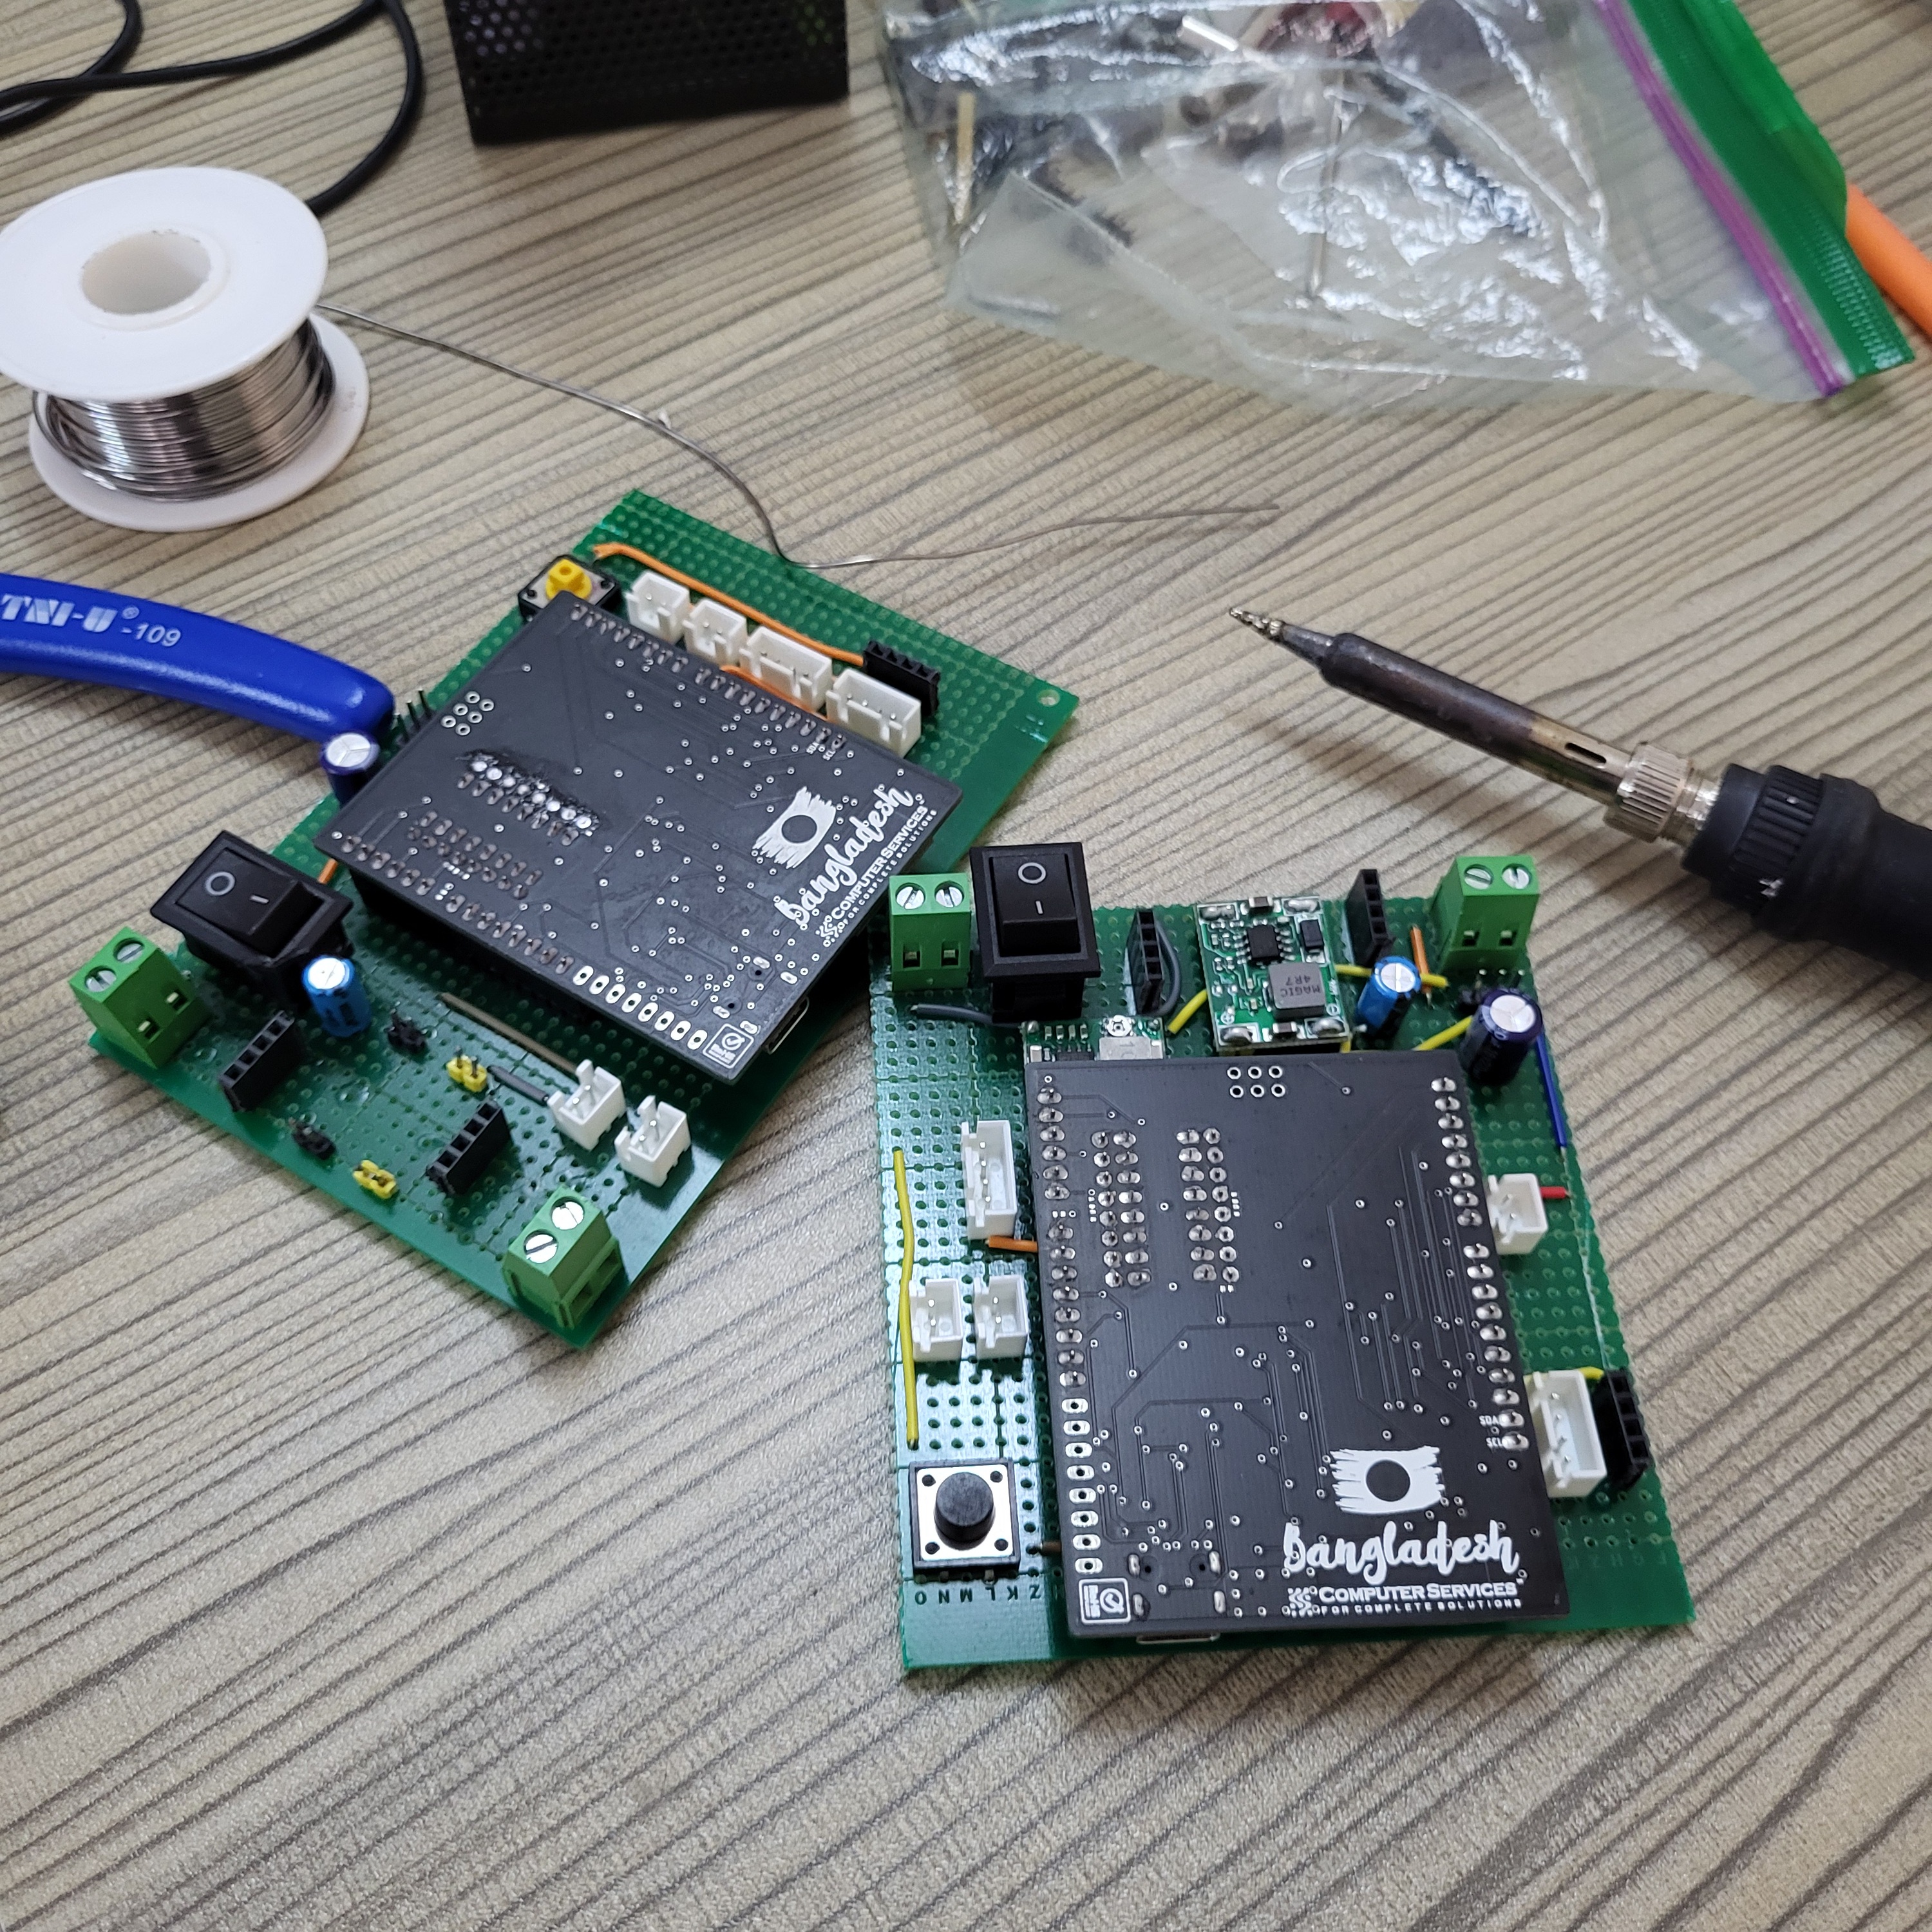 TNI-U®-109
Bangladesh
COMPUTER SERVICES
FOR COMPLETE SOLUTIONS
MAGIC
4R7
SDA
SCL
Bangladesh
COMPUTER SERVICES
FOR COMPLETE SOLUTIONS
O N M L K Z